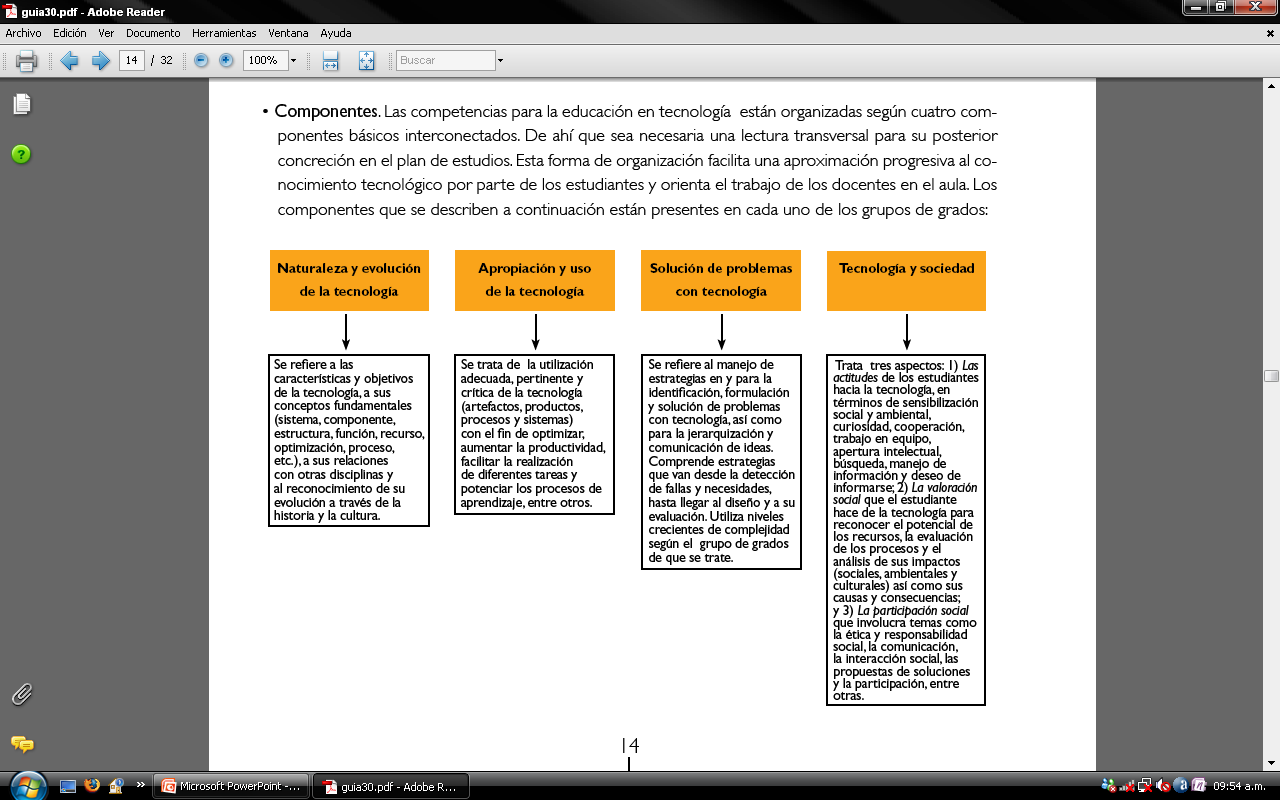 guia30.pdf - Adobe Reader
Archivo Edición Ver Documento Herramientas Ventana Ayuda
14 / 32 100% Buscar
• Componentes. Las competencias para la educación en tecnología están organizadas según cuatro com-
ponentes básicos interconectados. De ahí que sea necesaria una lectura transversal para su posterior
concreción en el plan de estudios. Esta forma de organización facilita una aproximación progresiva al co-
nocimiento tecnológico por parte de los estudiantes y orienta el trabajo de los docentes en el aula. Los
componentes que se describen a continuación están presentes en cada uno de los grupos de grados:
Naturaleza y evolución
de la tecnología
Se refiere a las
características y objetivos
de la tecnología, a sus
conceptos fundamentales
(sistema, componente,
estructura, función, recurso,
optimización, proceso,
etc.), a sus relaciones
con otras disciplinas y
al reconocimiento de su
evolución a través de la
historia y la cultura.
Apropiación y uso
de la tecnología
Se trata de la utilización
adecuada, pertinente y
crítica de la tecnología
(artefactos, productos,
procesos y sistemas)
con el fin de optimizar,
aumentar la productividad,
facilitar la realización
de diferentes tareas y
potenciar los procesos de
aprendizaje, entre otros.
Solución de problemas
con tecnología
Se refiere al manejo de
estrategias en y para la
identificación, formulación
y solución de problemas
con tecnología, así como
para la jerarquización y
comunicación de ideas.
Comprende estrategias
que van desde la detección
de fallas y necesidades,
hasta llegar al diseño y a su
evaluación. Utiliza niveles
crecientes de complejidad
según el grupo de grados
de que se trate.
Tecnología y sociedad
Trata tres aspectos: 1) Las
actitudes de los estudiantes
hacia la tecnología, en
términos de sensibilización
social y ambiental,
curiosidad, cooperación,
trabajo en equipo,
apertura intelectual,
búsqueda, manejo de
información y deseo de
informarse; 2) La valoración
social que el estudiante
hace de la tecnología para
reconocer el potencial de
los recursos, la evaluación
de los procesos y el
análisis de sus impactos
(sociales, ambientales y
culturales) así como sus
causas y consecuencias;
y 3) La participación social
que involucra temas como
la ética y responsabilidad
social, la comunicación,
la interacción social, las
propuestas de soluciones
y la participación, entre
otras.
14
Microsoft PowerPoint -... guia30.pdf - Adobe R... 09:54 a.m.